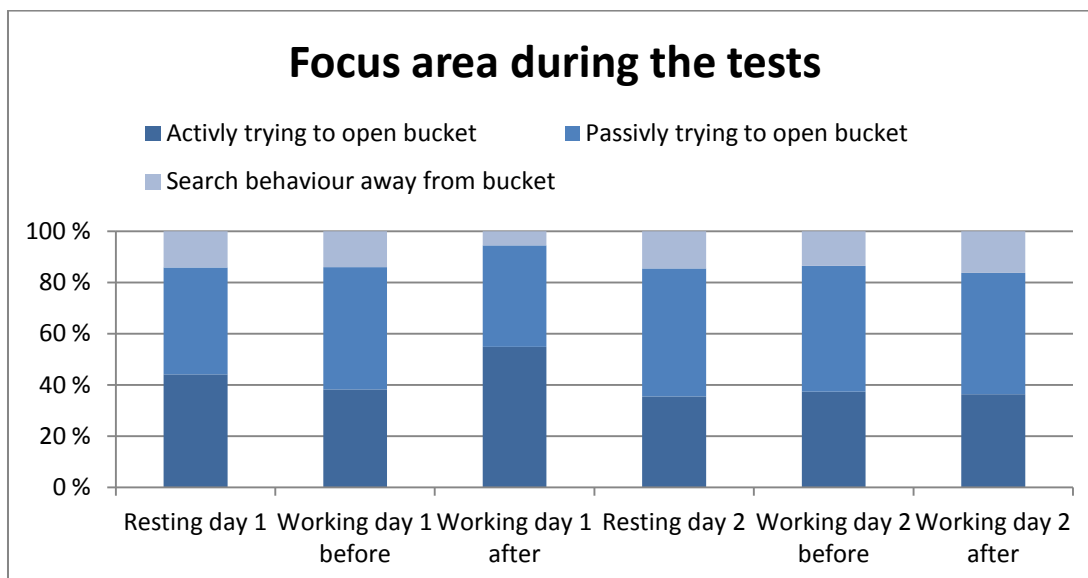 Focus area during the tests
Activly trying to open bucket
Passivly trying to open bucket
Search behaviour away from bucket
100 %
80 %
60 %
40 %
20 %
0 %
Resting day 1
Working day 1
before
Working day 1
after
Resting day 2
Working day 2
before
Working day 2
after